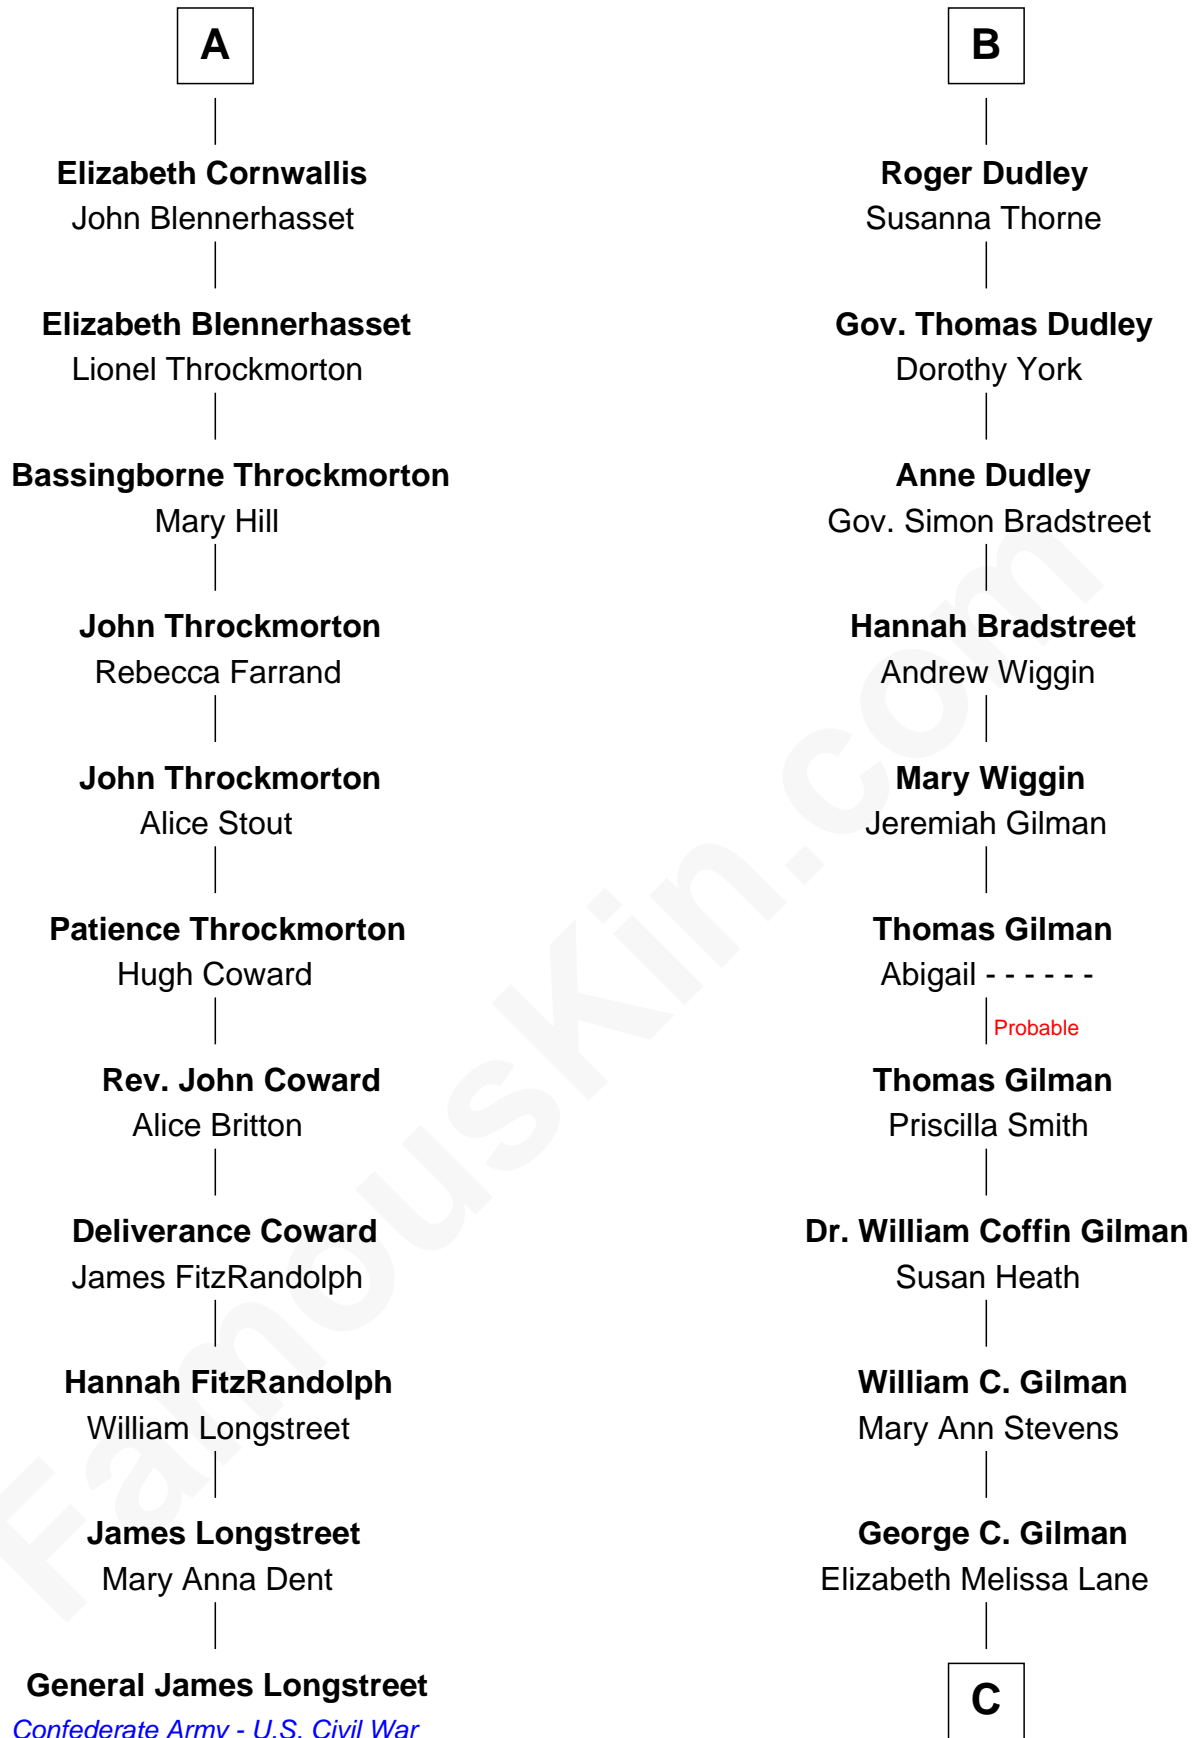 A
Elizabeth Cornwallis
John Blennerhasset
Elizabeth Blennerhasset
Lionel Throckmorton
Bassingborne Throckmorton
Mary Hill
John Throckmorton
Rebecca Farrand
John Throckmorton
Alice Stout
Patience Throckmorton
Hugh Coward
Rev. John Coward
Alice Britton
Deliverance Coward
James FitzRandolph
Hannah FitzRandolph
William Longstreet
James Longstreet
Mary Anna Dent
General James Longstreet
Confederate Army - U.S. Civil War
B
Roger Dudley
Susanna Thorne
Gov. Thomas Dudley
Dorothy York
Anne Dudley
Gov. Simon Bradstreet
Hannah Bradstreet
Andrew Wiggin
Mary Wiggin
Jeremiah Gilman
Thomas Gilman
Abigail - - - - - -
Probable
Thomas Gilman
Priscilla Smith
Dr. William Coffin Gilman
Susan Heath
William C. Gilman
Mary Ann Stevens
George C. Gilman
Elizabeth Melissa Lane
C
FamousKin.com